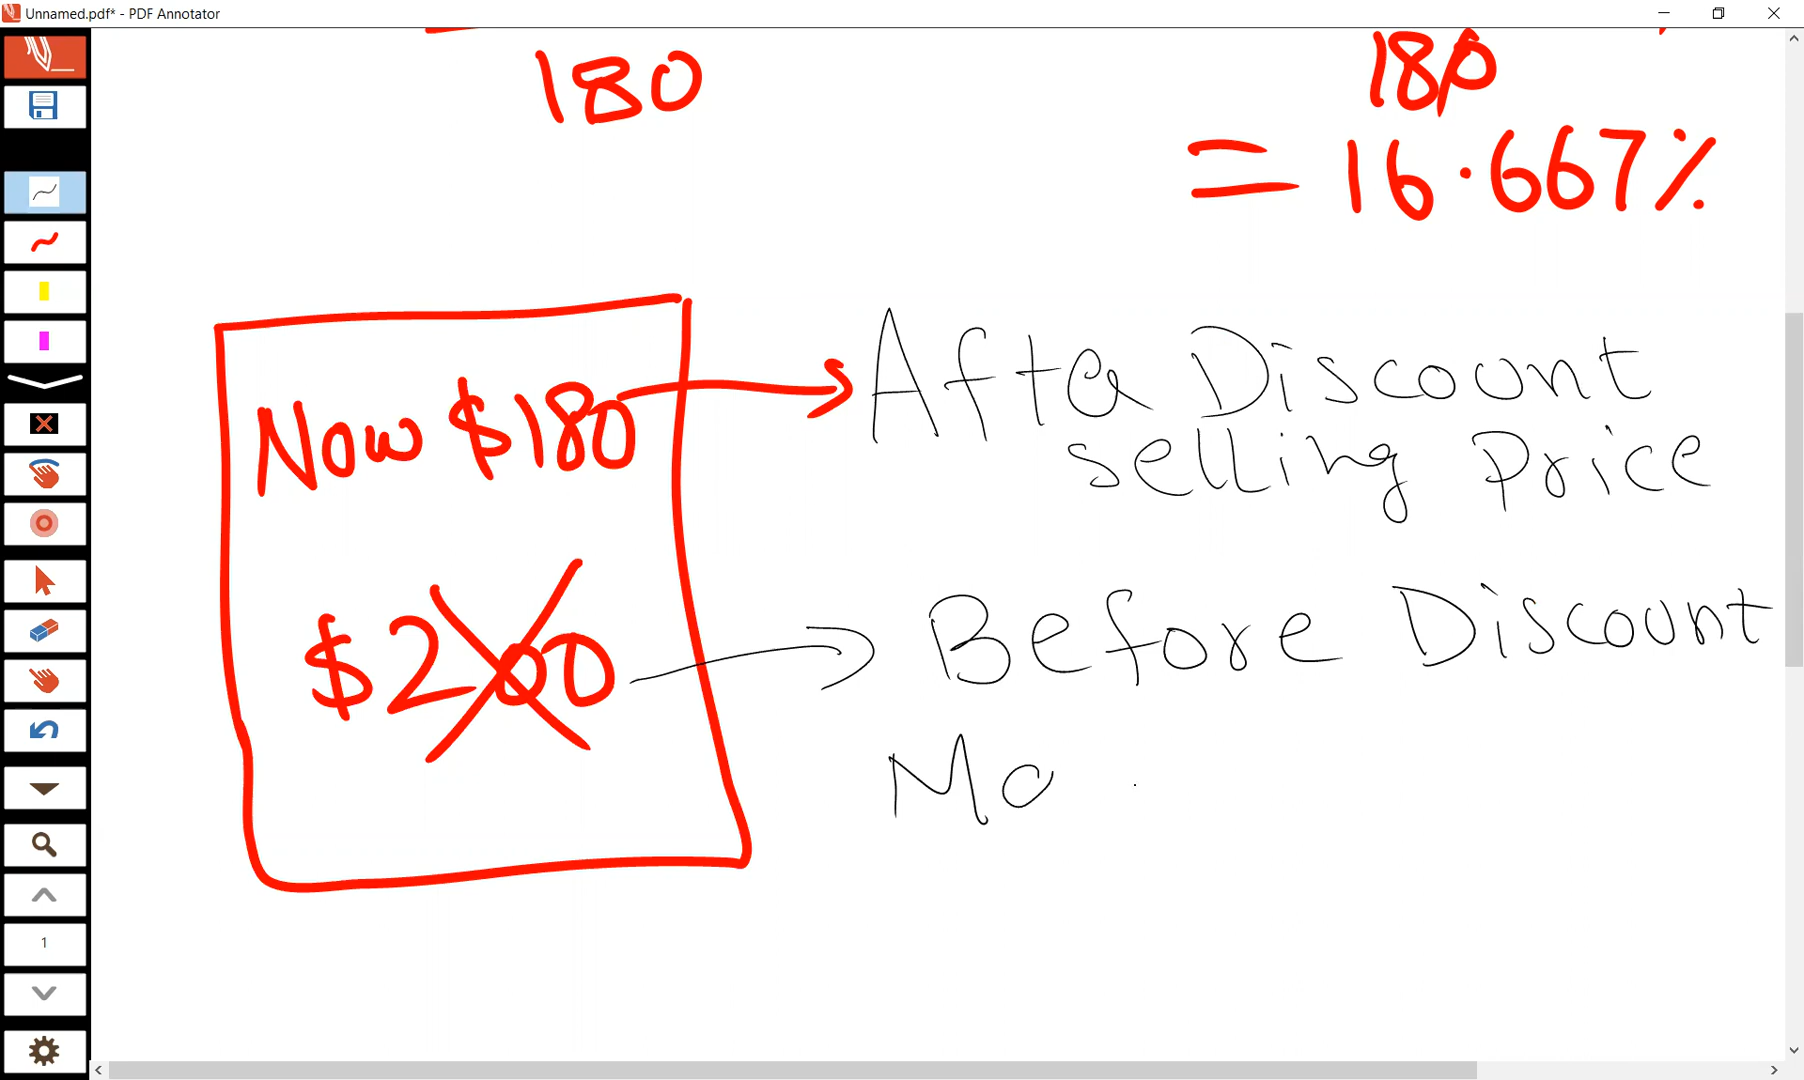 Unnamed.pdf* - PDF Annotator
180
180
= 16.667%
Now $180
After Discount
selling Price
$200
Before Discount
Mo
1